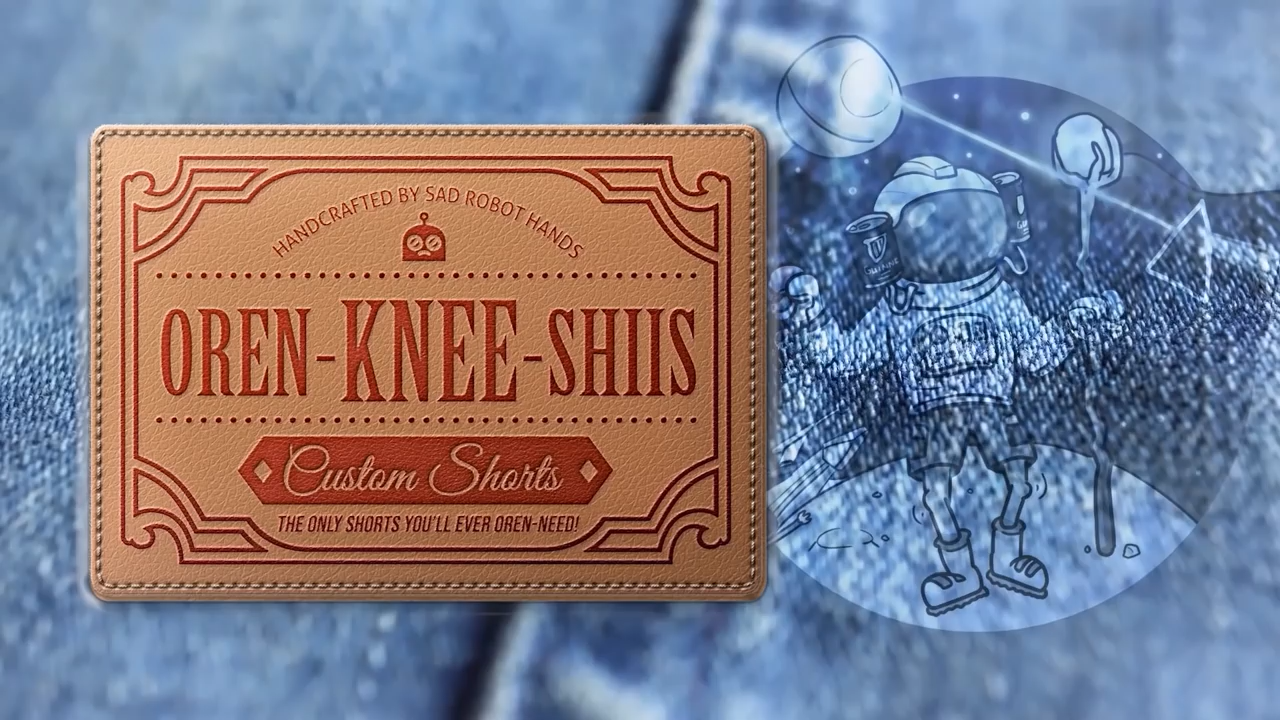 HANDCRAFTED BY SAD ROBOT HANDS
OREN-KNEE-SHIIS
Custom Shorts
THE ONLY SHORTS YOU'LL EVER OREN-NEED!